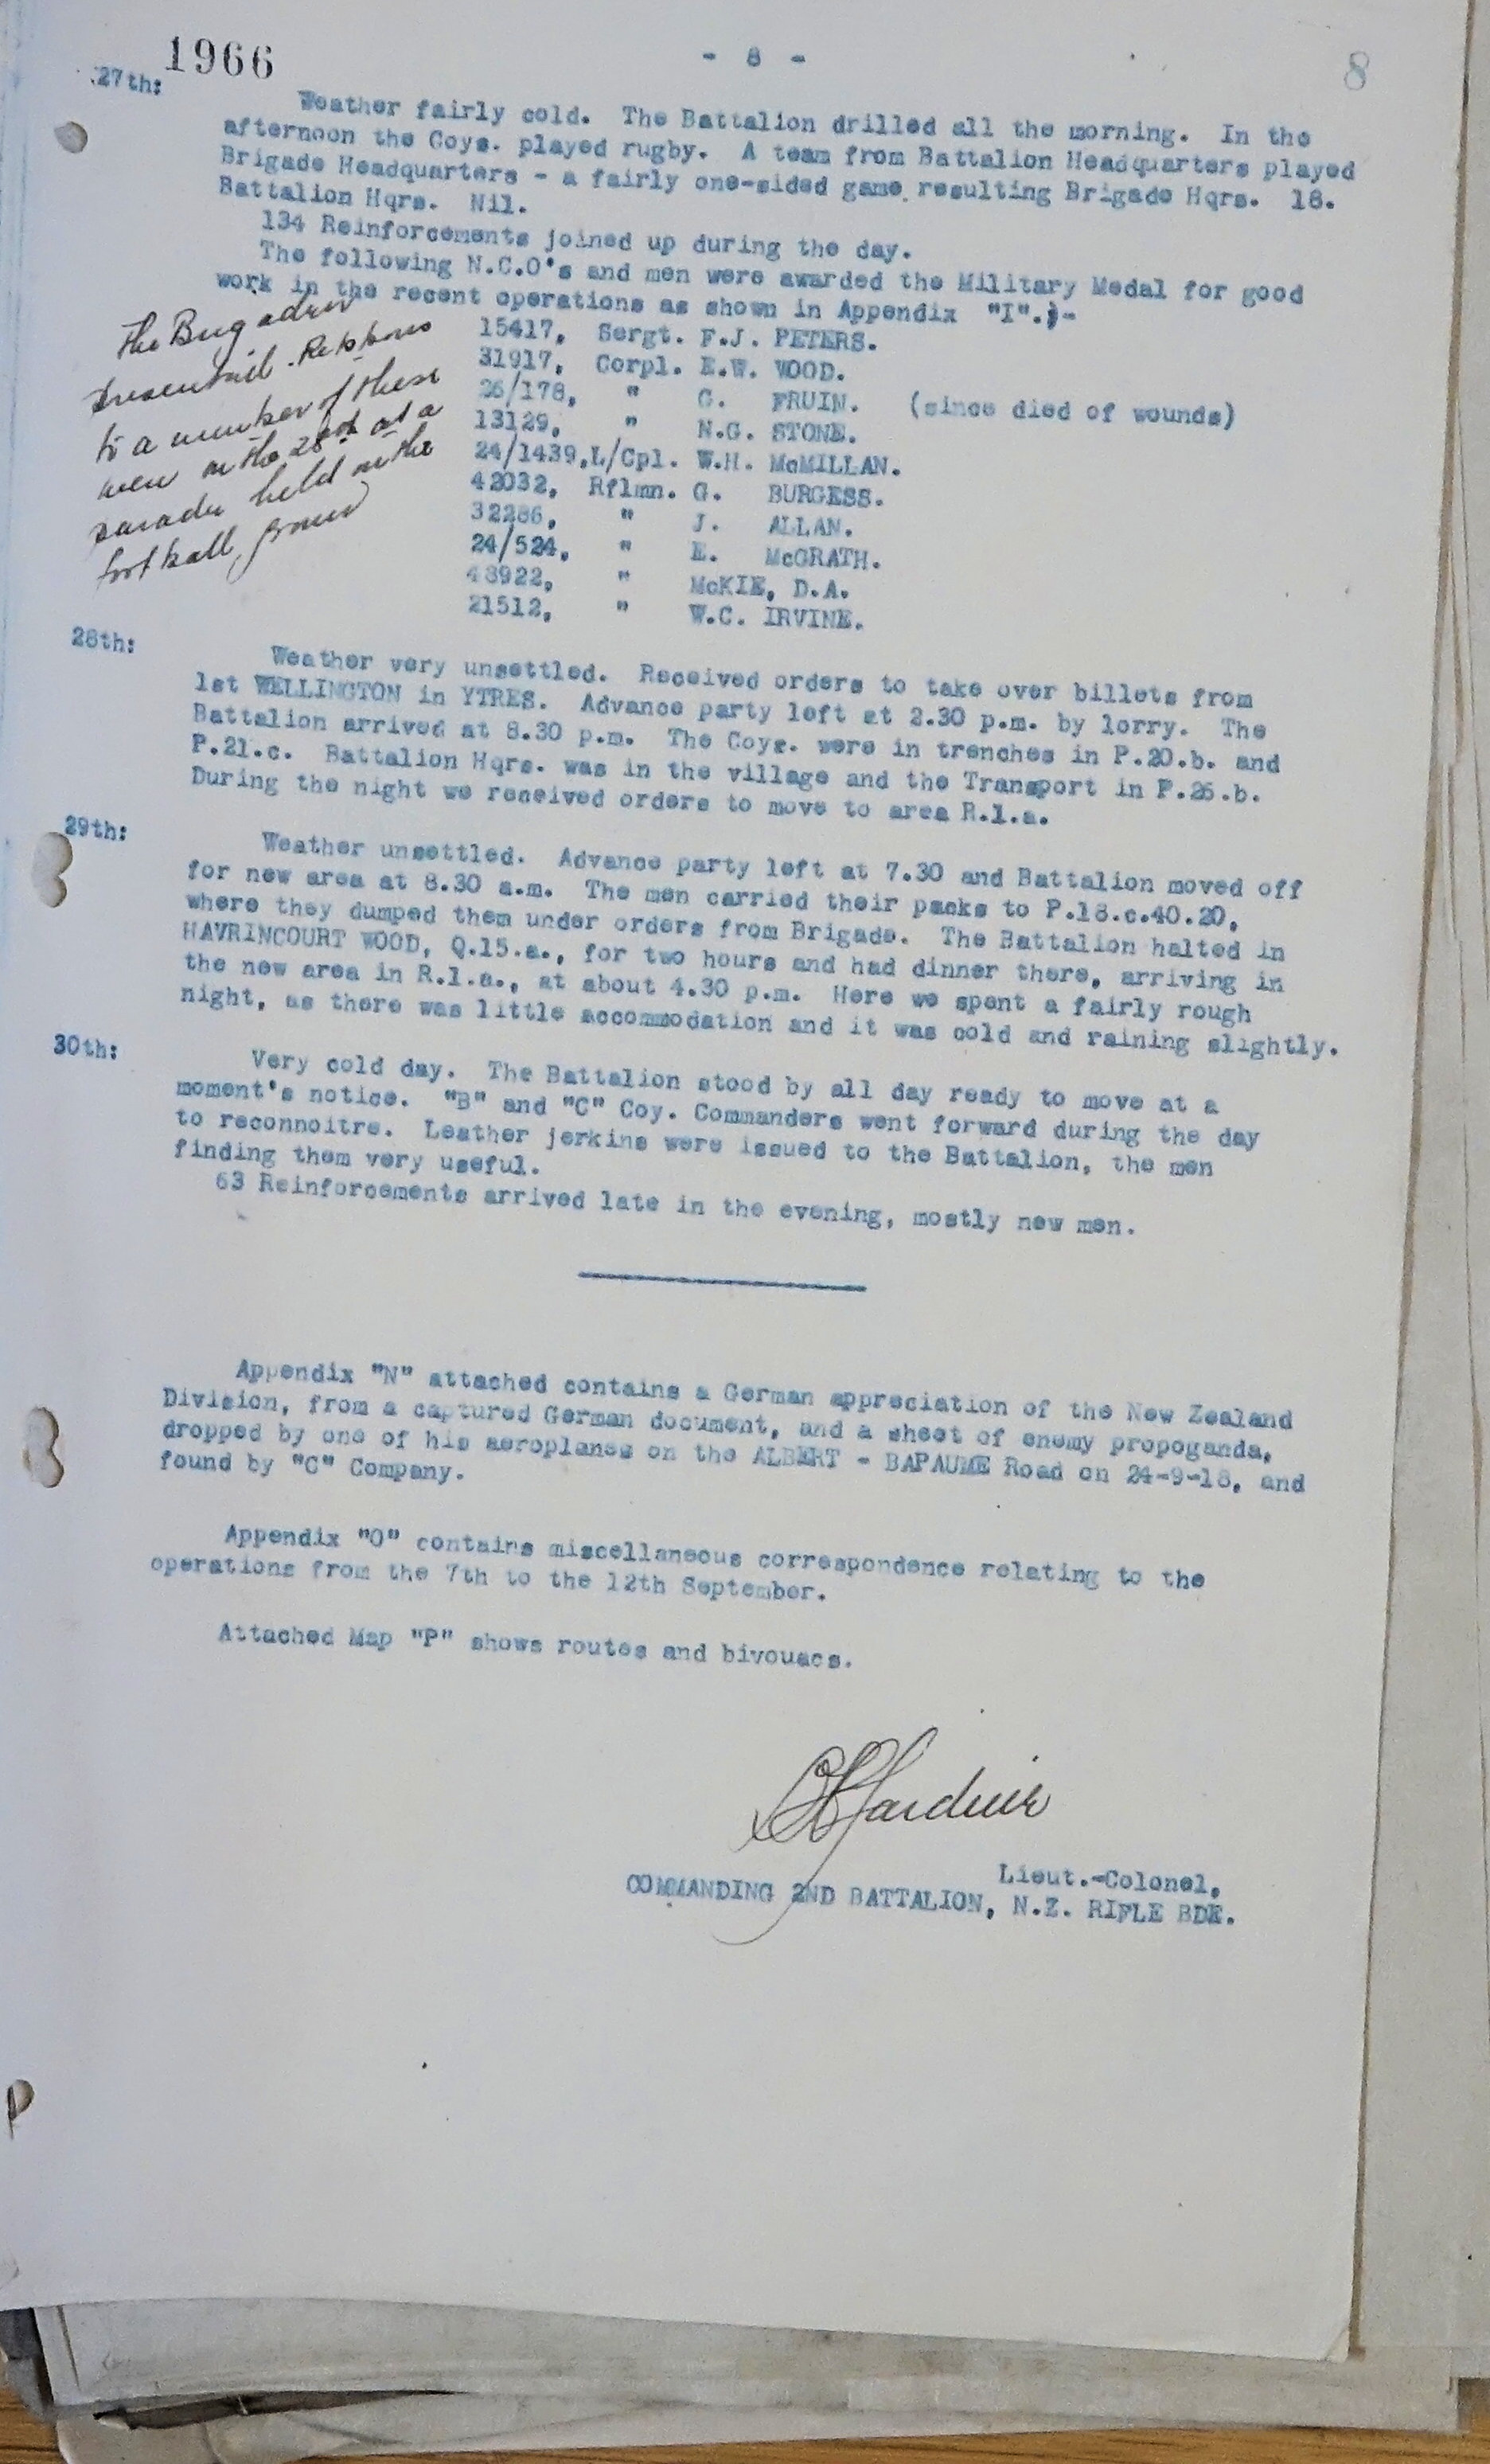 1966
- 8 -
8
27th:
Weather fairly cold. The Battalion drilled all the morning. In the
afternoon the Coys. played rugby. A team from Battalion Headquarters played
Brigade Headquarters - a fairly one-sided game, resulting Brigade Hqrs. 18.
Battalion Hqrs. Nil.
134 Reinforcements joined up during the day.
The following N.C.O's and men were awarded the Military Medal for good
work in the recent operations as shown in Appendix "I".:-
The Brigadier
presented Ribbons
to a number of these
men on the 28th at a
parade held on the
football ground
15417, Sergt. F.J. PETERS.
31917, Corpl. E.W. WOOD.
26/178, " C. FRUIN. (since died of wounds)
13129, " N.G. STONE.
24/1439, L/Cpl. W.H. McMILLAN.
42032, Rflmn. G. BURGESS.
32286, " J. ALLAN.
24/524, " E. McGRATH.
48922, " McKIE, D.A.
21512, " W.C. IRVINE.
28th:
Weather very unsettled. Received orders to take over billets from
1st WELLINGTON in YTRES. Advance party left at 2.30 p.m. by lorry. The
Battalion arrived at 8.30 p.m. The Coys. were in trenches in P.20.b. and
P.21.c. Battalion Hqrs. was in the village and the Transport in P.26.b.
During the night we received orders to move to area R.1.a.
29th:
Weather unsettled. Advance party left at 7.30 and Battalion moved off
for new area at 8.30 a.m. The men carried their packs to P.18.c.40.20,
where they dumped them under orders from Brigade. The Battalion halted in
HAVRINCOURT WOOD, Q.15.a., for two hours and had dinner there, arriving in
the new area in R.1.a., at about 4.30 p.m. Here we spent a fairly rough
night, as there was little accommodation and it was cold and raining slightly.
30th:
Very cold day. The Battalion stood by all day ready to move at a
moment's notice. "B" and "C" Coy. Commanders went forward during the day
to reconnoitre. Leather jerkins were issued to the Battalion, the men
finding them very useful.
63 Reinforcements arrived late in the evening, mostly new men.
Appendix "N" attached contains a German appreciation of the New Zealand
Division, from a captured German document, and a sheet of enemy propoganda,
dropped by one of his aeroplanes on the ALBERT - BAPAUME Road on 24-9-18, and
found by "C" Company.
Appendix "O" contains miscellaneous correspondence relating to the
operations from the 7th to the 12th September.
Attached Map "P" shows routes and bivouacs.
Lieut.-Colonel,
COMMANDING 2ND BATTALION, N.Z. RIFLE BDE.